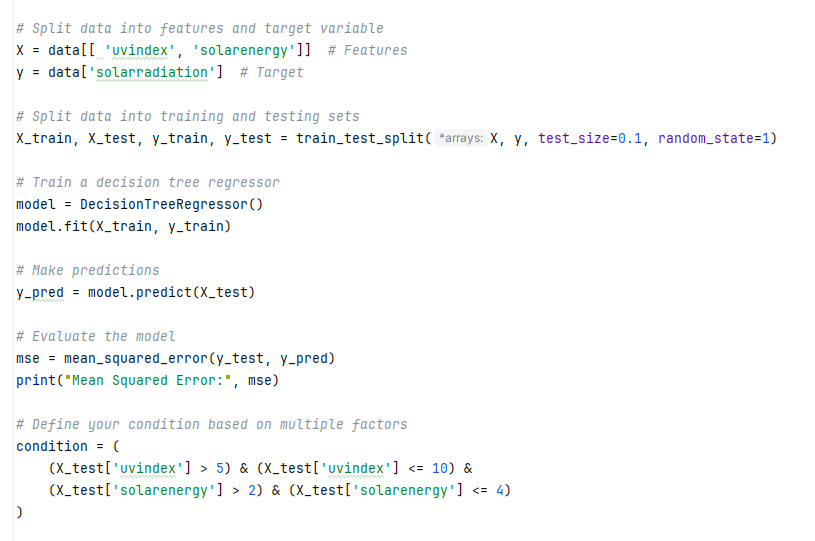 # Split data into features and target variable
X = data[[ 'uvindex', 'solarenergy']]  # Features
y = data['solarradiation']  # Target
# Split data into training and testing sets
X_train, X_test, y_train, y_test = train_test_split( *arrays: X, y, test_size=0.1, random_state=1)
# Train a decision tree regressor
model = DecisionTreeRegressor()
model.fit(X_train, y_train)
# Make predictions
y_pred = model.predict(X_test)
# Evaluate the model
mse = mean_squared_error(y_test, y_pred)
print("Mean Squared Error:", mse)
# Define your condition based on multiple factors
condition = (
    (X_test['uvindex'] > 5) & (X_test['uvindex'] <= 10) &
    (X_test['solarenergy'] > 2) & (X_test['solarenergy'] <= 4)
)